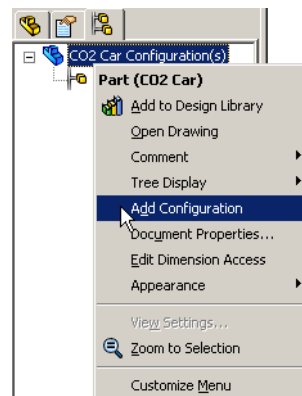 CO2 Car Configuration(s)
Part (CO2 Car)
Add to Design Library
Open Drawing
Comment
Tree Display
Add Configuration
Document Properties...
Edit Dimension Access
Appearance
View Settings...
Zoom to Selection
Customize Menu